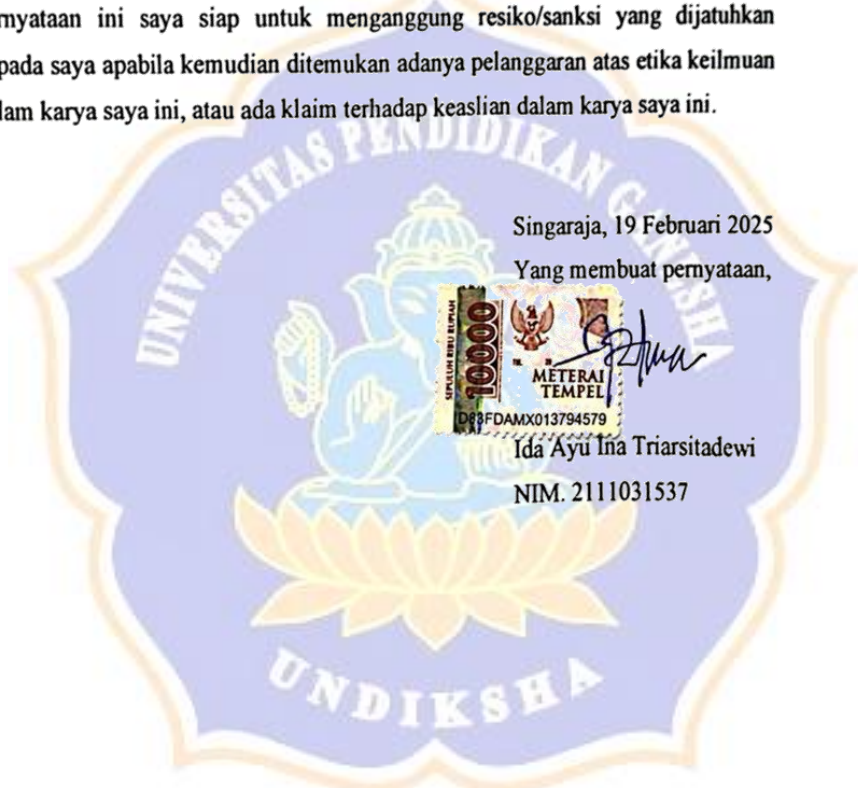 rnyataan ini saya siap untuk menganggung resiko/sanksi yang dijatuhkan
pada saya apabila kemudian ditemukan adanya pelanggaran atas etika keilmuan
lam karya saya ini, atau ada klaim terhadap keaslian dalam karya saya ini.
UNIVERSITAS PENDIDIKAN GANESHA
Singaraja, 19 Februari 2025
Yang membuat pernyataan,
SEPULUH RIBU RUPIAH
10000
METERAI
TEMPEL
D83FDAMX013794579
Ida Ayu Ina Triarsitadewi
NIM. 2111031537
UNDIKSHA